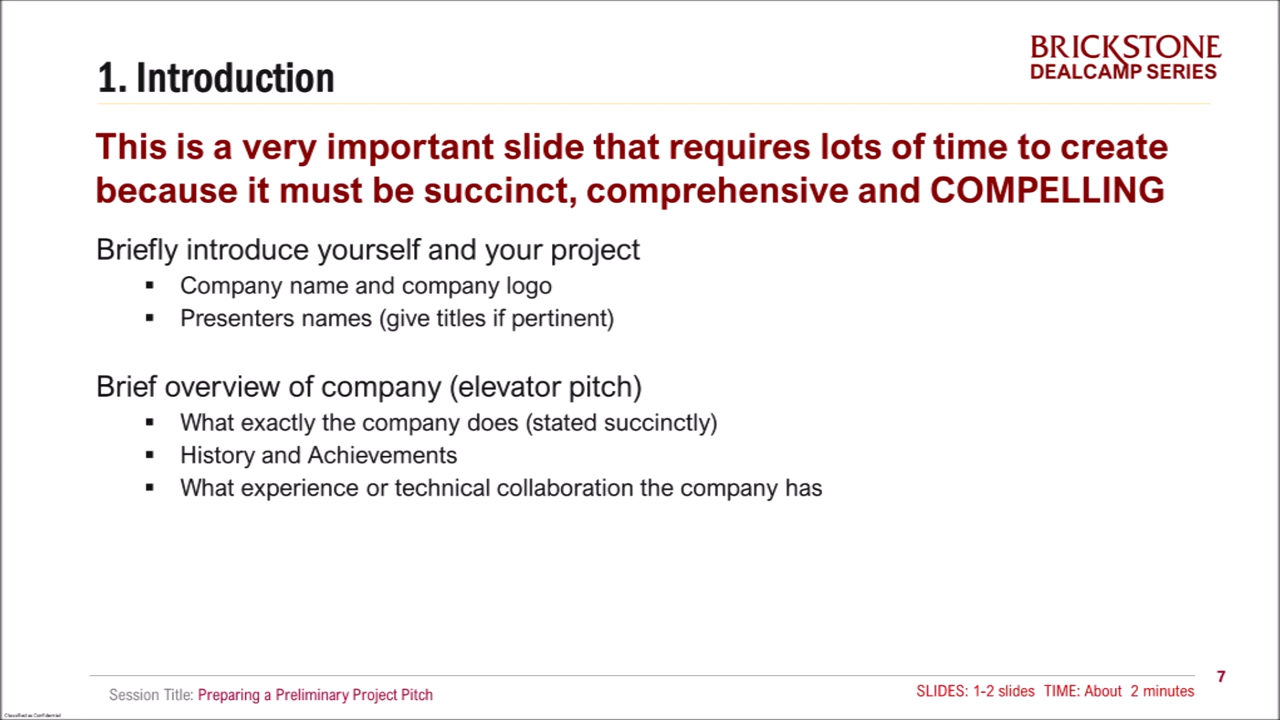 BRICKSTONE
DEALCAMP SERIES
1. Introduction
This is a very important slide that requires lots of time to create
because it must be succinct, comprehensive and COMPELLING
Briefly introduce yourself and your project
▪ Company name and company logo
▪ Presenters names (give titles if pertinent)
Brief overview of company (elevator pitch)
▪ What exactly the company does (stated succinctly)
▪ History and Achievements
▪ What experience or technical collaboration the company has
7
Session Title: Preparing a Preliminary Project Pitch
SLIDES: 1-2 slides TIME: About 2 minutes
Classified as Confidential